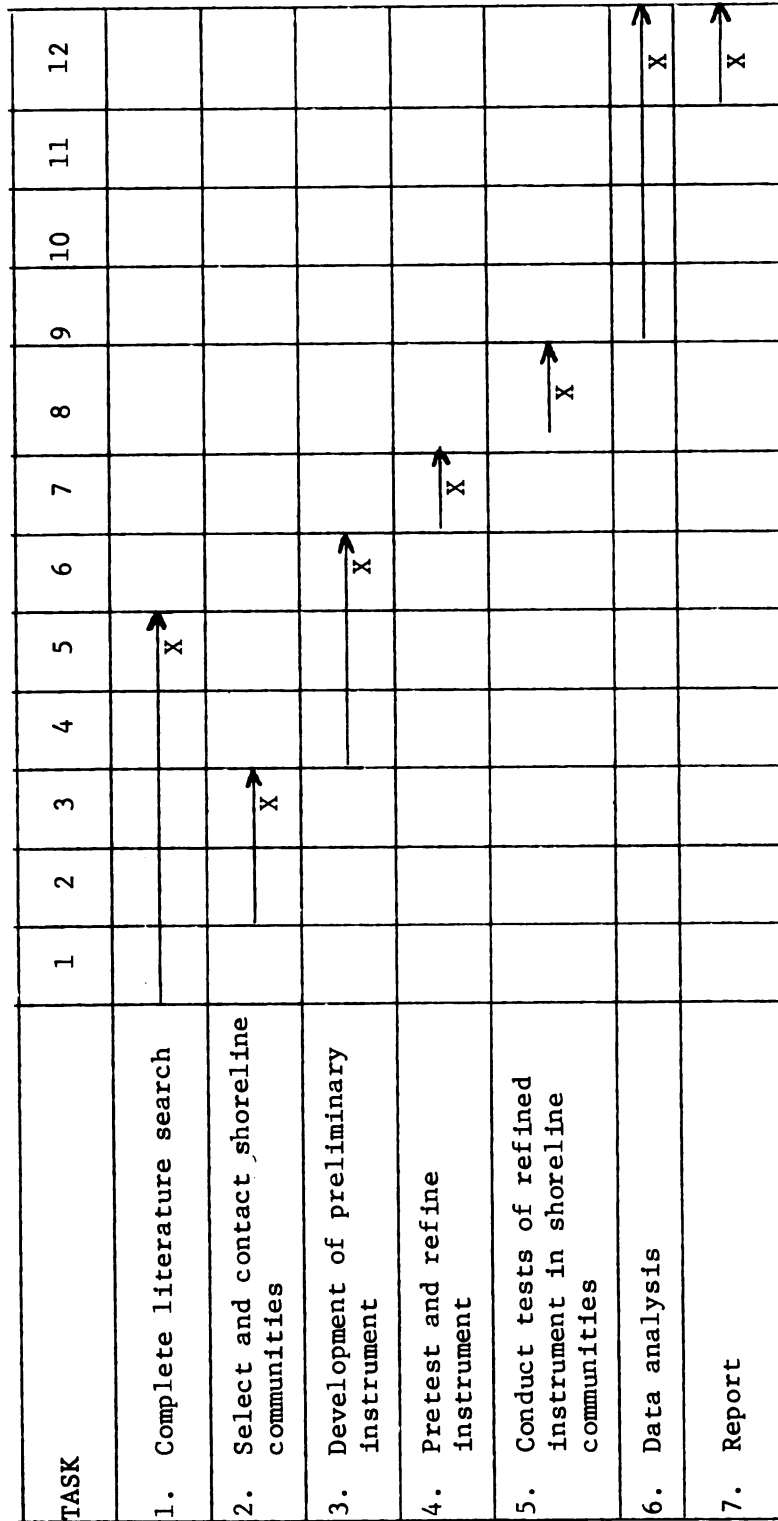 TASK 1 2 3 4 5 6 7 8 9 10 11 12
1. Complete literature search
X
2. Select and contact shoreline
communities
X
3. Development of preliminary
instrument
X
4. Pretest and refine
instrument
X
5. Conduct tests of refined
instrument in shoreline
communities
X
6. Data analysis
X
7. Report
X